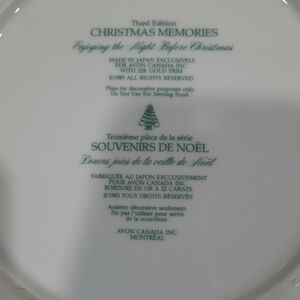 Third Edition
CHRISTMAS MEMORIES
Enjoying the Night Before Christmas
MADE IN JAPAN EXCLUSIVELY
FOR AVON CANADA INC.
WITH 22K GOLD TRIM
©1983 ALL RIGHTS RESERVED
Plate for decorative purposes only.
Do Not Use For Serving Food.
Troisième pièce de la série
SOUVENIRS DE NOËL
Douces joies de la veille de Noël
FABRIQUÉE AU JAPON EXCLUSIVEMENT
POUR AVON CANADA INC.
BORDURE EN OR À 22 CARATS
©1983 TOUS DROITS RÉSERVÉS
Assiette décorative seulement.
Ne pas l'utiliser pour servir
de la nourriture.
AVON CANADA INC.
MONTRÉAL